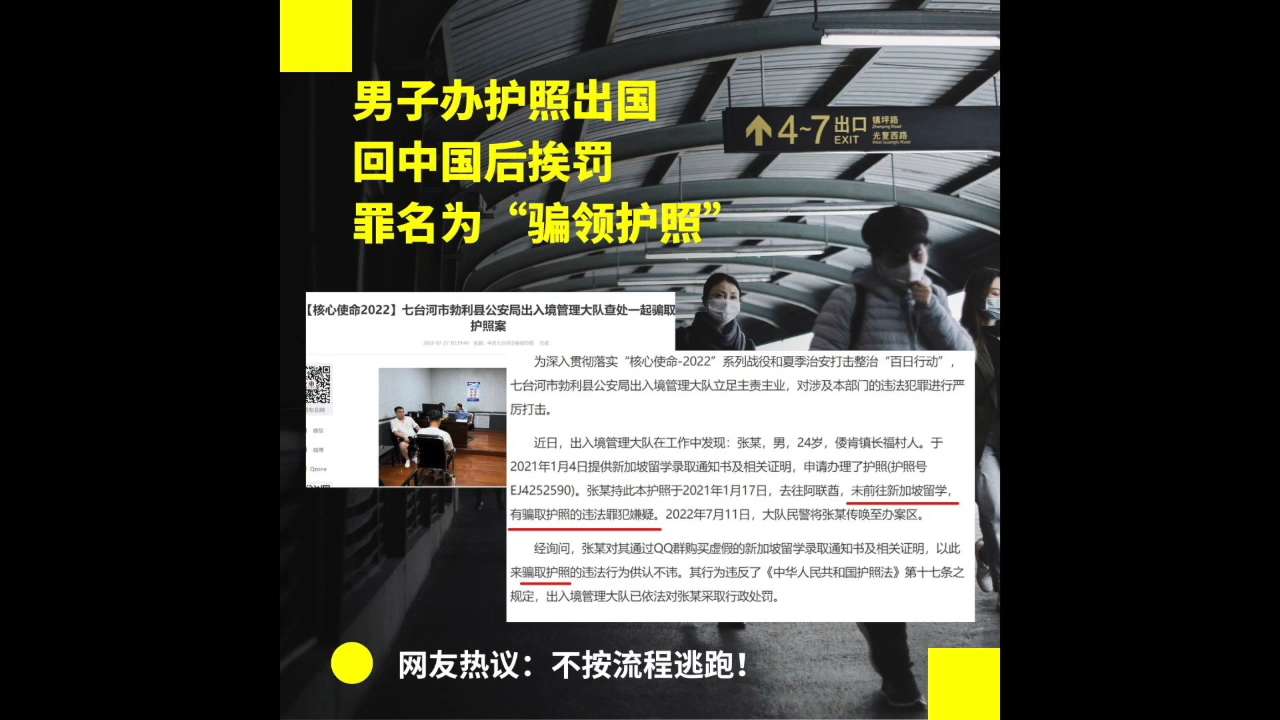 男子办护照出国
回中国后挨罚
罪名为“骗领护照”
4~7 出口 EXIT
镇坪路
Zhenping Road
光复西路
West Guangfu Road
【核心使命2022】七台河市勃利县公安局出入境管理大队查处一起骗取
护照案
微信
微博
Qzone
为深入贯彻落实“核心使命-2022”系列战役和夏季治安打击整治“百日行动”，
七台河市勃利县公安局出入境管理大队立足主责主业，对涉及本部门的违法犯罪进行严
厉打击。
近日，出入境管理大队在工作中发现：张某，男，24岁，倭肯镇长福村人。于
2021年1月4日提供新加坡留学录取通知书及相关证明，申请办理了护照(护照号
EJ4252590)。张某持此本护照于2021年1月17日，去往阿联酋，未前往新加坡留学，
有骗取护照的违法罪犯嫌疑。2022年7月11日，大队民警将张某传唤至办案区。
经询问，张某对其通过QQ群购买虚假的新加坡留学录取通知书及相关证明，以此
来骗取护照的违法行为供认不讳。其行为违反了《中华人民共和国护照法》第十七条之
规定，出入境管理大队已依法对张某采取行政处罚。
网友热议：不按流程逃跑！